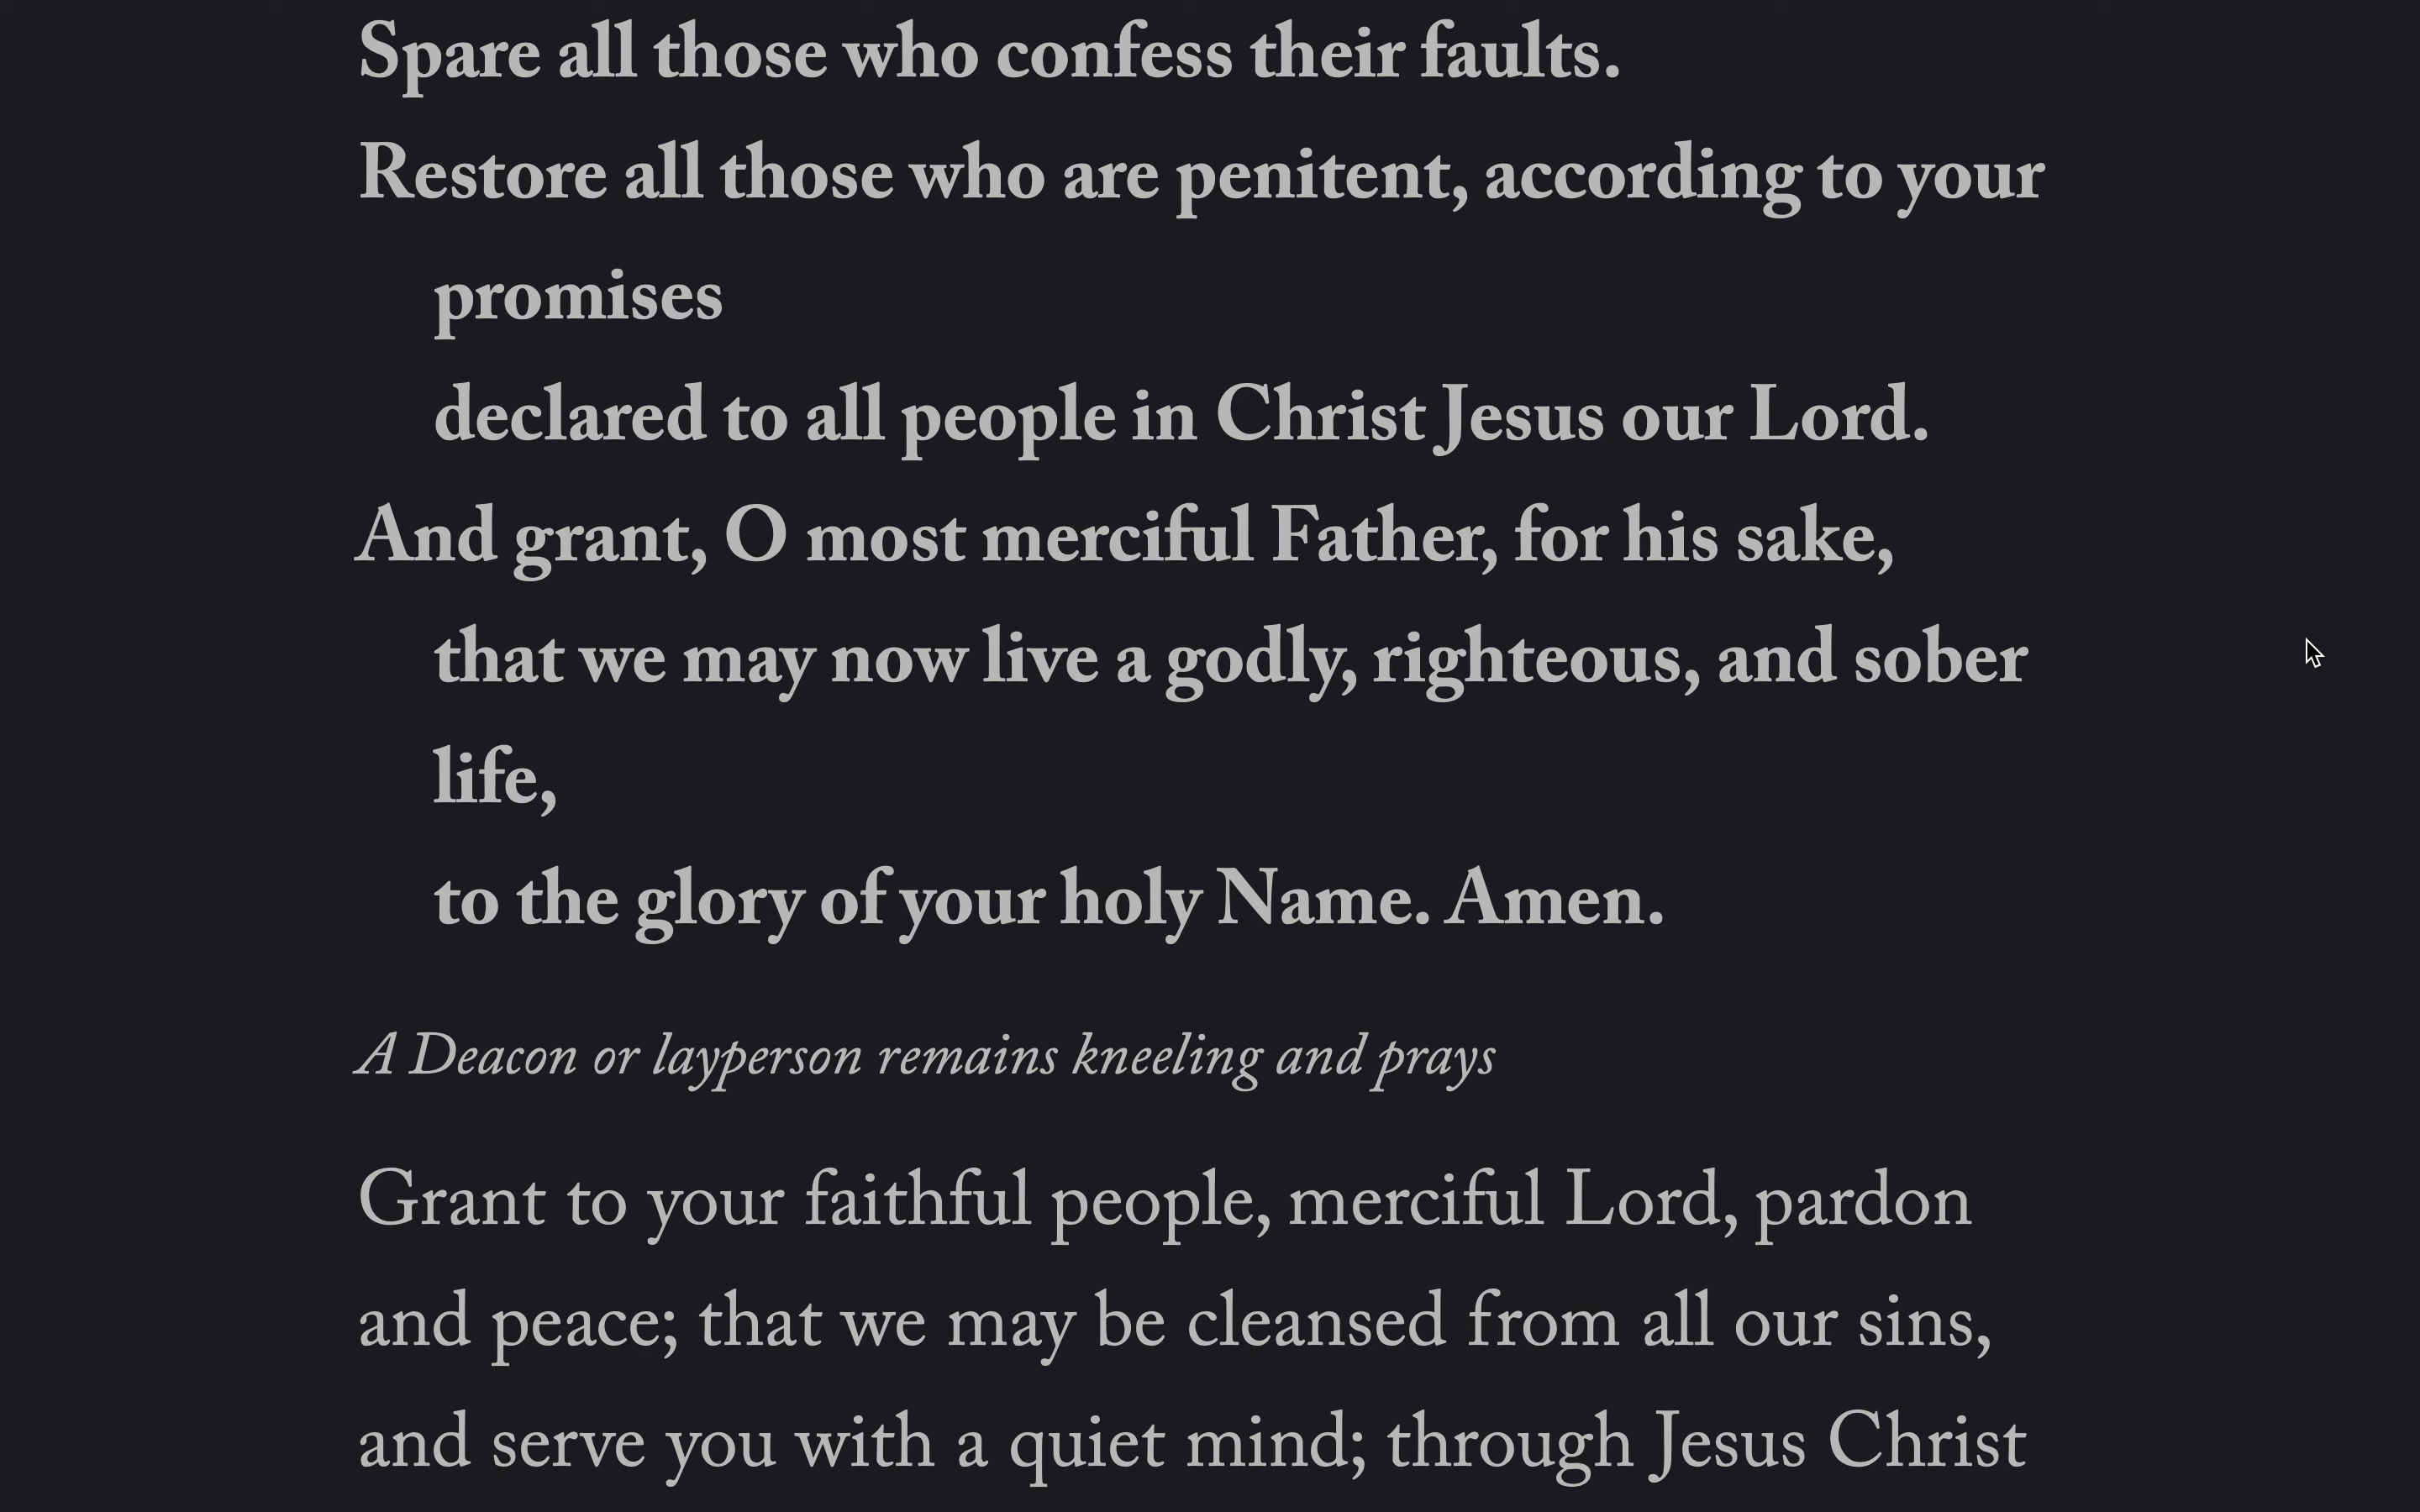 Spare all those who confess their faults.
Restore all those who are penitent, according to your
promises
declared to all people in Christ Jesus our Lord.
And grant, O most merciful Father, for his sake,
that we may now live a godly, righteous, and sober
life,
to the glory of your holy Name. Amen.
A Deacon or layperson remains kneeling and prays
Grant to your faithful people, merciful Lord, pardon
and peace; that we may be cleansed from all our sins,
and serve you with a quiet mind; through Jesus Christ